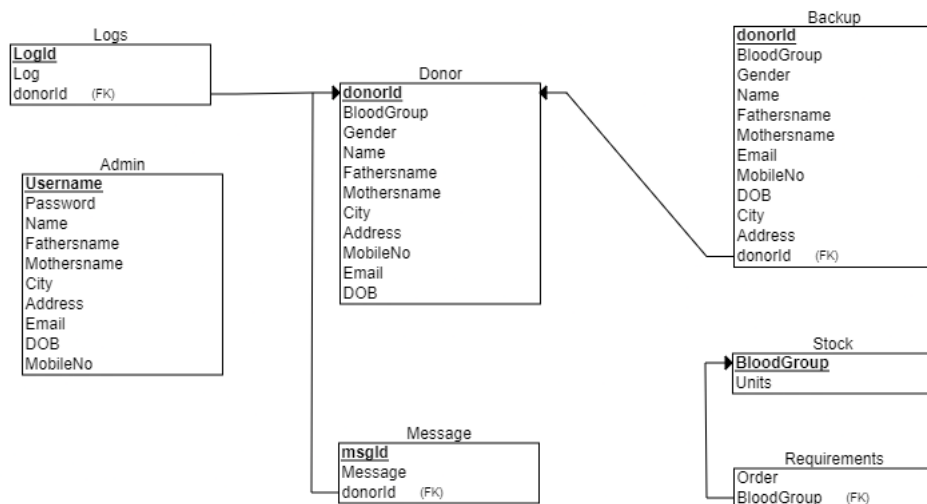 Logs
LogId
Log
donorId (FK)
Admin
Username
Password
Name
Fathersname
Mothersname
City
Address
Email
DOB
MobileNo
Donor
donorId
BloodGroup
Gender
Name
Fathersname
Mothersname
City
Address
MobileNo
Email
DOB
Message
msgId
Message
donorId (FK)
Backup
donorId
BloodGroup
Gender
Name
Fathersname
Mothersname
Email
MobileNo
DOB
City
Address
donorId (FK)
Stock
BloodGroup
Units
Requirements
Order
BloodGroup (FK)